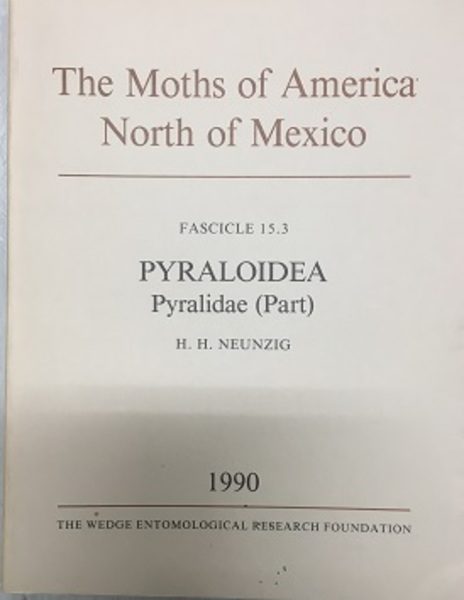 The Moths of America
North of Mexico
FASCICLE 15.3
PYRALOIDEA
Pyralidae (Part)
H. H. NEUNZIG
1990
THE WEDGE ENTOMOLOGICAL RESEARCH FOUNDATION